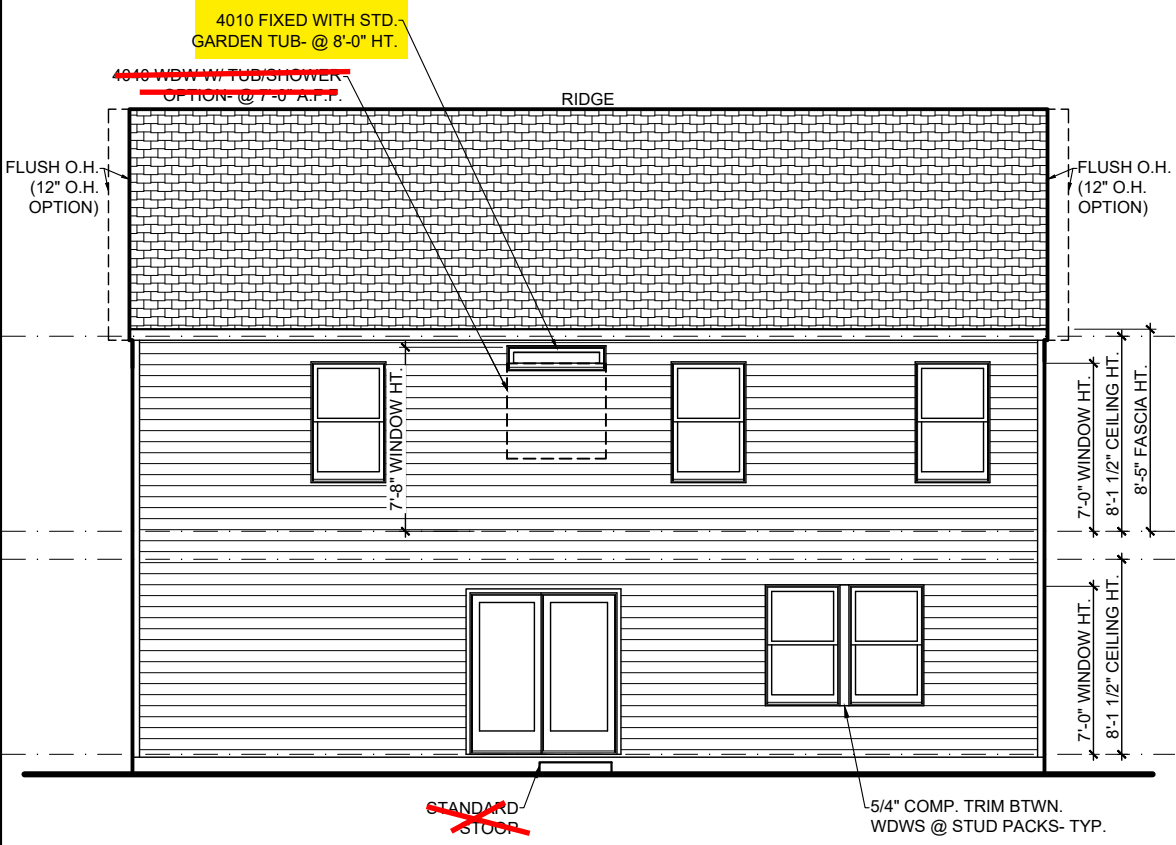 4010 FIXED WITH STD.
GARDEN TUB- @ 8'-0" HT.
4040 WDW W/ TUB/SHOWER
OPTION- @ 7'-0" A.F.F.
RIDGE
FLUSH O.H.
(12" O.H.
OPTION)
FLUSH O.H.
(12" O.H.
OPTION)
7'-8" WINDOW HT.
7'-0" WINDOW HT.
8'-1 1/2" CEILING HT.
8'-5" FASCIA HT.
7'-0" WINDOW HT.
8'-1 1/2" CEILING HT.
STANDARD
STOOP
5/4" COMP. TRIM BTWN.
WDWS @ STUD PACKS- TYP.